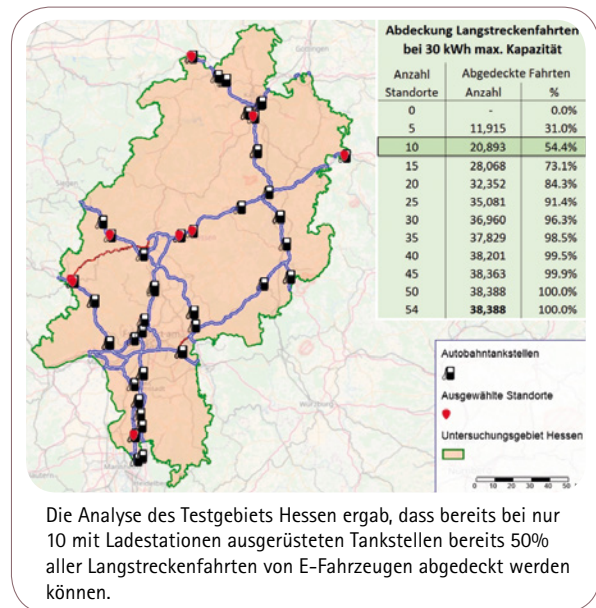 Göttingen
Siegen
Würzburg
Abdeckung Langstreckenfahrten
bei 30 kWh max. Kapazität
Anzahl Abgedeckte Fahrten
Standorte Anzahl %
0 - 0.0%
5 11,915 31.0%
10 20,893 54.4%
15 28,068 73.1%
20 32,352 84.3%
25 35,081 91.4%
30 36,960 96.3%
35 37,829 98.5%
40 38,201 99.5%
45 38,363 99.9%
50 38,388 100.0%
54 38,388 100.0%
Autobahntankstellen
Ausgewählte Standorte
Untersuchungsgebiet Hessen
0 10 20 30 40 50
Die Analyse des Testgebiets Hessen ergab, dass bereits bei nur
10 mit Ladestationen ausgerüsteten Tankstellen bereits 50%
aller Langstreckenfahrten von E-Fahrzeugen abgedeckt werden
können.